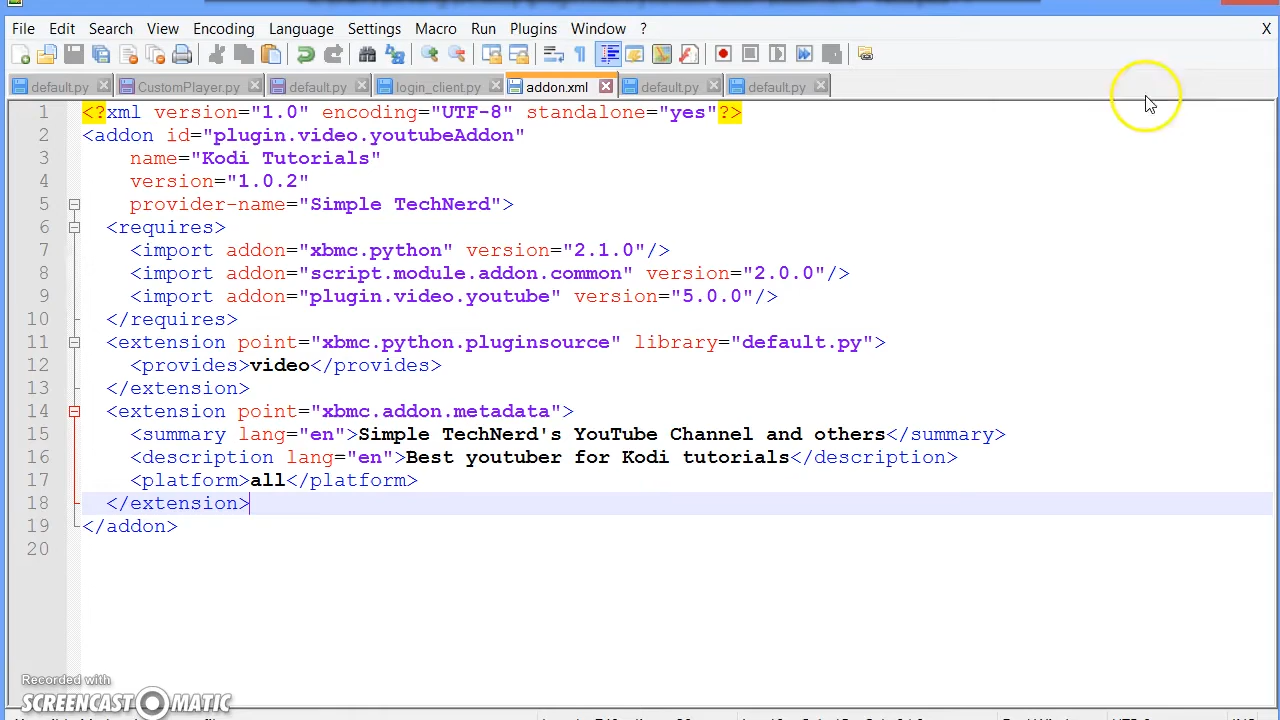 File Edit Search View Encoding Language Settings Macro Run Plugins Window ? X
default.py CustomPlayer.py default.py login_client.py addon.xml default.py default.py
1 <?xml version="1.0" encoding="UTF-8" standalone="yes"?>
2 <addon id="plugin.video.youtubeAddon"
3 name="Kodi Tutorials"
4 version="1.0.2"
5 provider-name="Simple TechNerd">
6 <requires>
7 <import addon="xbmc.python" version="2.1.0"/>
8 <import addon="script.module.addon.common" version="2.0.0"/>
9 <import addon="plugin.video.youtube" version="5.0.0"/>
10 </requires>
11 <extension point="xbmc.python.pluginsource" library="default.py">
12 <provides>video</provides>
13 </extension>
14 <extension point="xbmc.addon.metadata">
15 <summary lang="en">Simple TechNerd's YouTube Channel and others</summary>
16 <description lang="en">Best youtuber for Kodi tutorials</description>
17 <platform>all</platform>
18 </extension>
19 </addon>
20
Recorded with
SCREENCAST MATIC